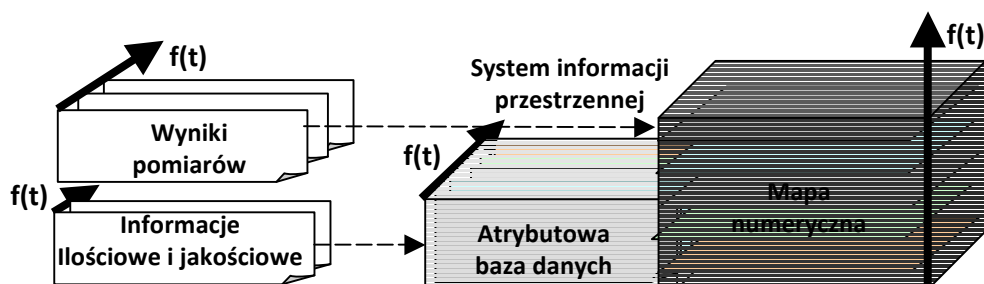 f(t)
Wyniki
pomiarów
f(t)
Informacje
Ilościowe i jakościowe
System informacji
przestrzennej
f(t)
Atrybutowa
baza danych
f(t)
Mapa
numeryczna